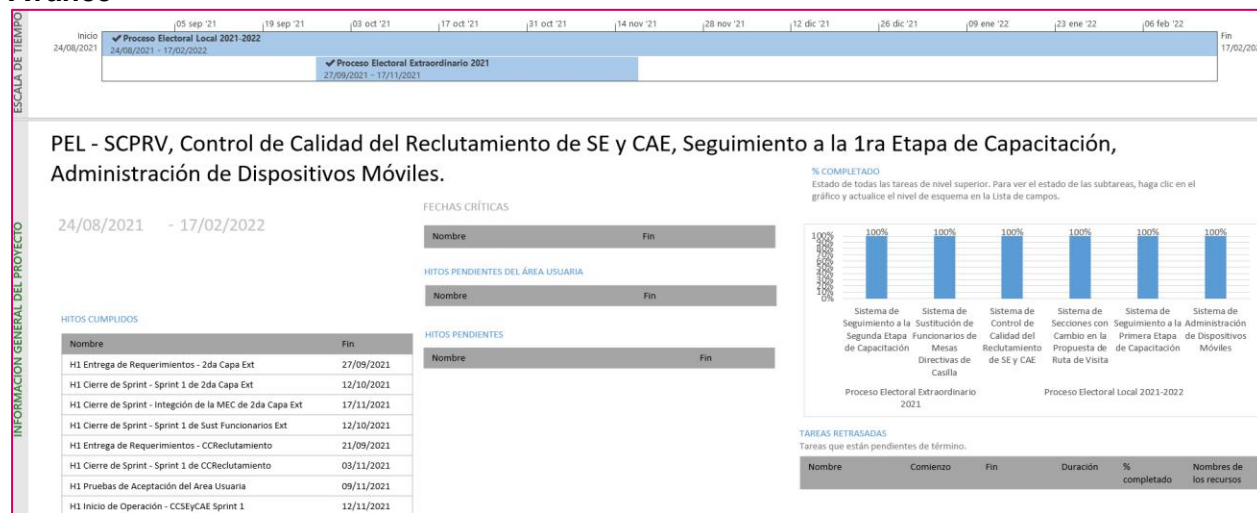 Avance
05 sep '21 19 sep '21 03 oct '21 17 oct '21 31 oct '21 14 nov '21 28 nov '21 12 dic '21 26 dic '21 09 ene '22 23 ene '22 06 feb '22
ESCALA DE TIEMPO
Inicio
24/08/2021
✔ Proceso Electoral Local 2021-2022
24/08/2021 - 17/02/2022
✔ Proceso Electoral Extraordinario 2021
27/09/2021 - 17/11/2021
Fin
17/02/202
INFORMACION GENERAL DEL PROYECTO
PEL - SCPRV, Control de Calidad del Reclutamiento de SE y CAE, Seguimiento a la 1ra Etapa de Capacitación,
Administración de Dispositivos Móviles.
24/08/2021 - 17/02/2022
HITOS CUMPLIDOS
Nombre Fin
H1 Entrega de Requerimientos - 2da Capa Ext 27/09/2021
H1 Cierre de Sprint - Sprint 1 de 2da Capa Ext 12/10/2021
H1 Cierre de Sprint - Integción de la MEC de 2da Capa Ext 17/11/2021
H1 Cierre de Sprint - Sprint 1 de Sust Funcionarios Ext 12/10/2021
H1 Entrega de Requerimientos - CCReclutamiento 21/09/2021
H1 Cierre de Sprint - Sprint 1 de CCReclutamiento 03/11/2021
H1 Pruebas de Aceptación del Area Usuaria 09/11/2021
H1 Inicio de Operación - CCSEyCAE Sprint 1 12/11/2021
FECHAS CRÍTICAS
Nombre Fin
HITOS PENDIENTES DEL ÁREA USUARIA
Nombre Fin
HITOS PENDIENTES
Nombre Fin
% COMPLETADO
Estado de todas las tareas de nivel superior. Para ver el estado de las subtareas, haga clic en el
gráfico y actualice el nivel de esquema en la Lista de campos.
100% 100% 100% 100% 100% 100%
100%
90%
80%
70%
60%
50%
40%
30%
20%
10%
0%
Sistema de Sistema de Sistema de Sistema de Sistema de Sistema de
Seguimiento a la Sustitución de Control de Secciones con Seguimiento a la Administración
Segunda Etapa Funcionarios de Calidad del Cambio en la Primera Etapa de Dispositivos
de Capacitación Mesas Reclutamiento Propuesta de de Capacitación Móviles
Directivas de de SE y CAE Ruta de Visita
Casilla
Proceso Electoral Extraordinario Proceso Electoral Local 2021-2022
2021
TAREAS RETRASADAS
Tareas que están pendientes de término.
Nombre Comienzo Fin Duración % Nombres de
completado los recursos